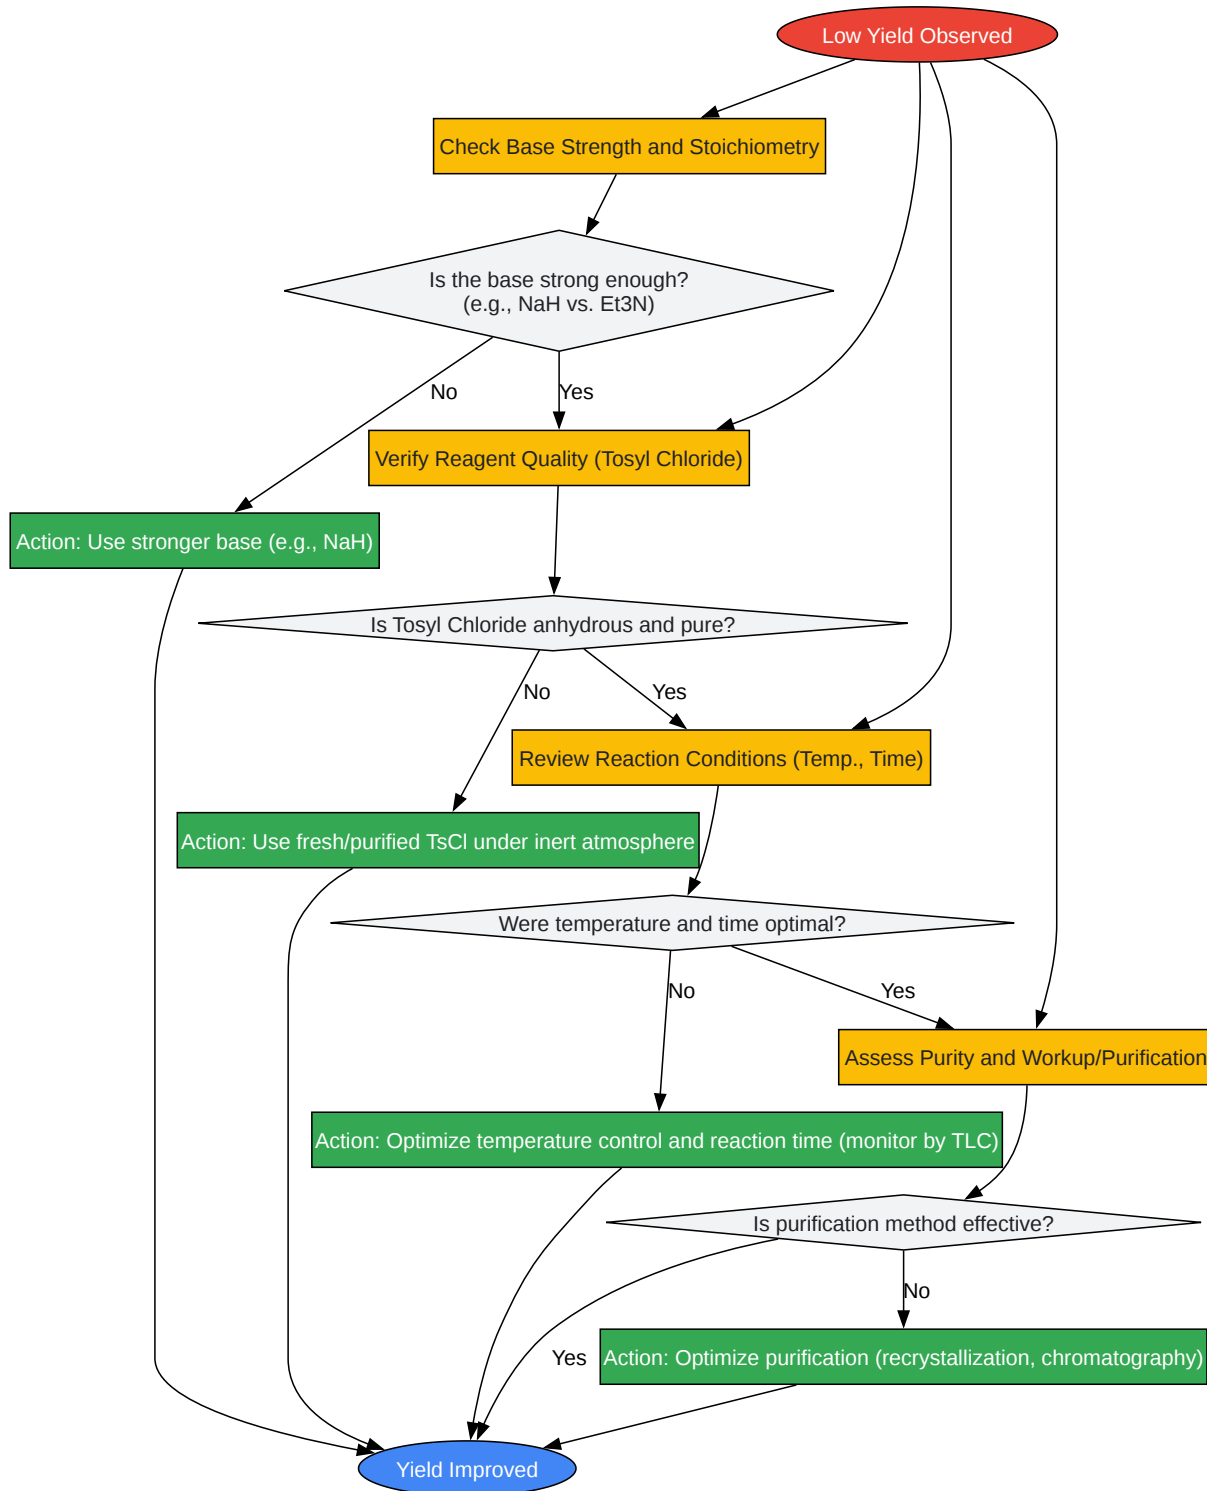 Low Yield Observed
Check Base Strength and Stoichiometry
Is the base strong enough?
(e.g., NaH vs. Et3N)
No
Yes
Verify Reagent Quality (Tosyl Chloride)
Action: Use stronger base (e.g., NaH)
Is Tosyl Chloride anhydrous and pure?
No
Yes
Review Reaction Conditions (Temp., Time)
Action: Use fresh/purified TsCl under inert atmosphere
Were temperature and time optimal?
No
Yes
Assess Purity and Workup/Purification
Action: Optimize temperature control and reaction time (monitor by TLC)
Is purification method effective?
No
Yes
Action: Optimize purification (recrystallization, chromatography)
Yield Improved